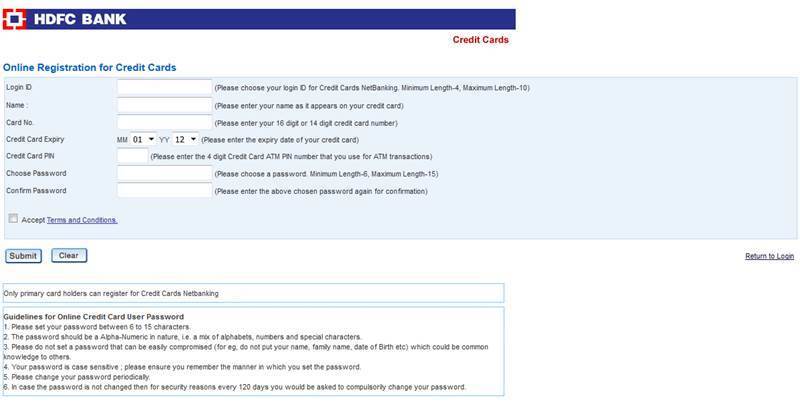 HDFC BANK
Credit Cards
Online Registration for Credit Cards
Login ID (Please choose your login ID for Credit Cards NetBanking. Minimum Length-4, Maximum Length-10)
Name : (Please enter your name as it appears on your credit card)
Card No. (Please enter your 16 digit or 14 digit credit card number)
Credit Card Expiry MM 01 YY 12 (Please enter the expiry date of your credit card)
Credit Card PIN (Please enter the 4 digit Credit Card ATM PIN number that you use for ATM transactions)
Choose Password (Please choose a password. Minimum Length-6, Maximum Length-15)
Confirm Password (Please enter the above chosen password again for confirmation)
Accept Terms and Conditions.
Submit Clear Return to Login
Only primary card holders can register for Credit Cards Netbanking
Guidelines for Online Credit Card User Password
1. Please set your password between 6 to 15 characters.
2. The password should be a Alpha-Numeric in nature, i.e. a mix of alphabets, numbers and special characters.
3. Please do not set a password that can be easily compromised (for eg, do not put your name, family name, date of Birth etc) which could be common
knowledge to others.
4. Your password is case sensitive ; please ensure you remember the manner in which you set the password.
5. Please change your password periodically.
6. In case the password is not changed then for security reasons every 120 days you would be asked to compulsorily change your password.